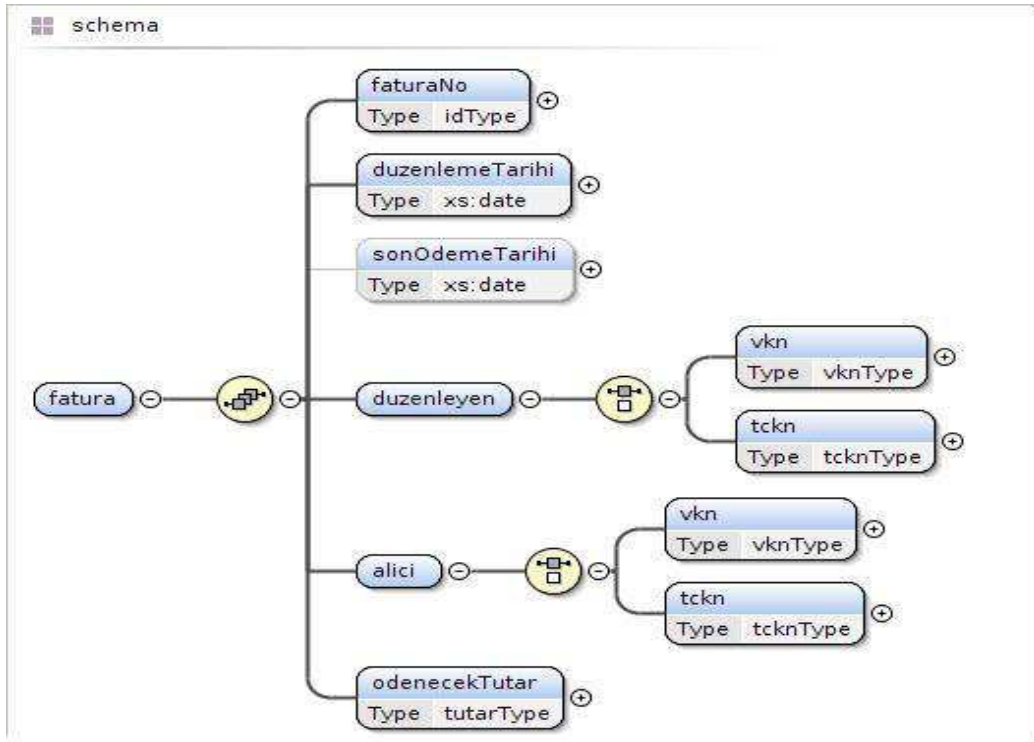 schema
faturaNo
Type idType
duzenlemeTarihi
Type xs:date
sonOdemeTarihi
Type xs:date
fatura
duzenleyen
vkn
Type vknType
tckn
Type tcknType
alici
vkn
Type vknType
tckn
Type tcknType
odenecekTutar
Type tutarType